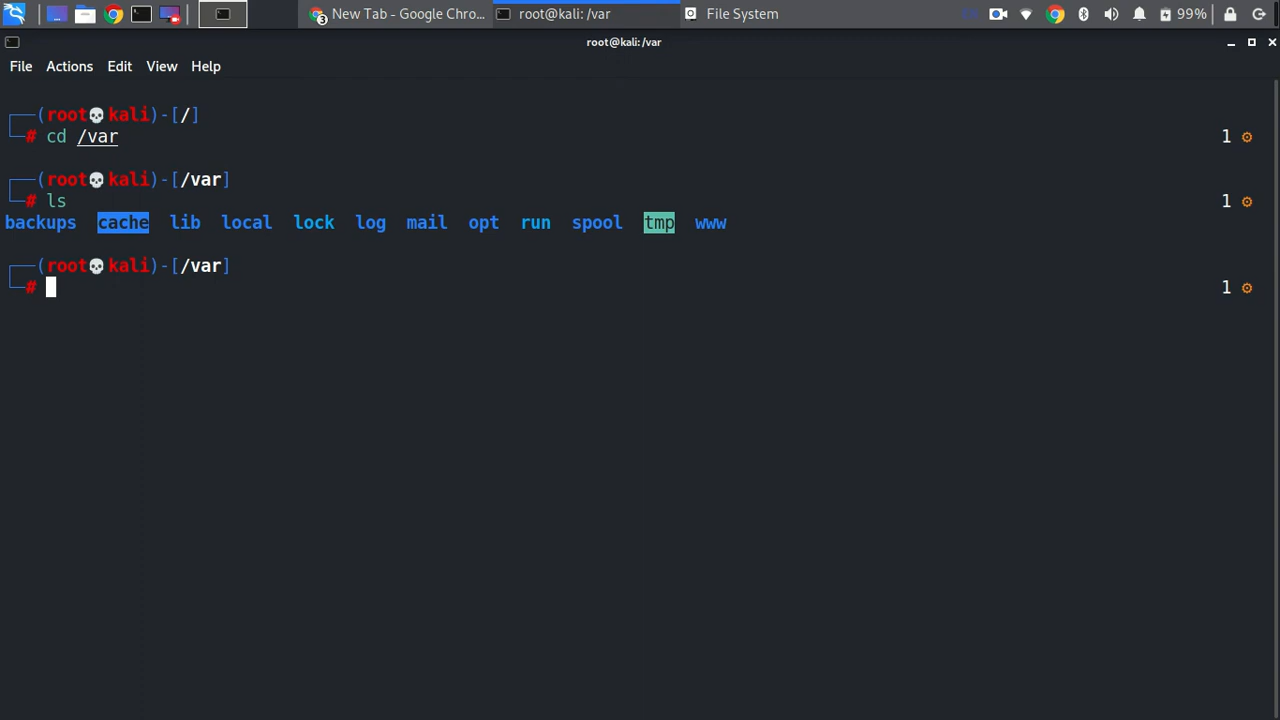 New Tab - Google Chro...
root@kali: /var
File System
99%
root@kali: /var
File Actions Edit View Help
┌──(root💀kali)-[/]
└─# cd /var 1 ⚙
┌──(root💀kali)-[/var]
└─# ls 1 ⚙
backups cache lib local lock log mail opt run spool tmp www
┌──(root💀kali)-[/var]
└─# 1 ⚙